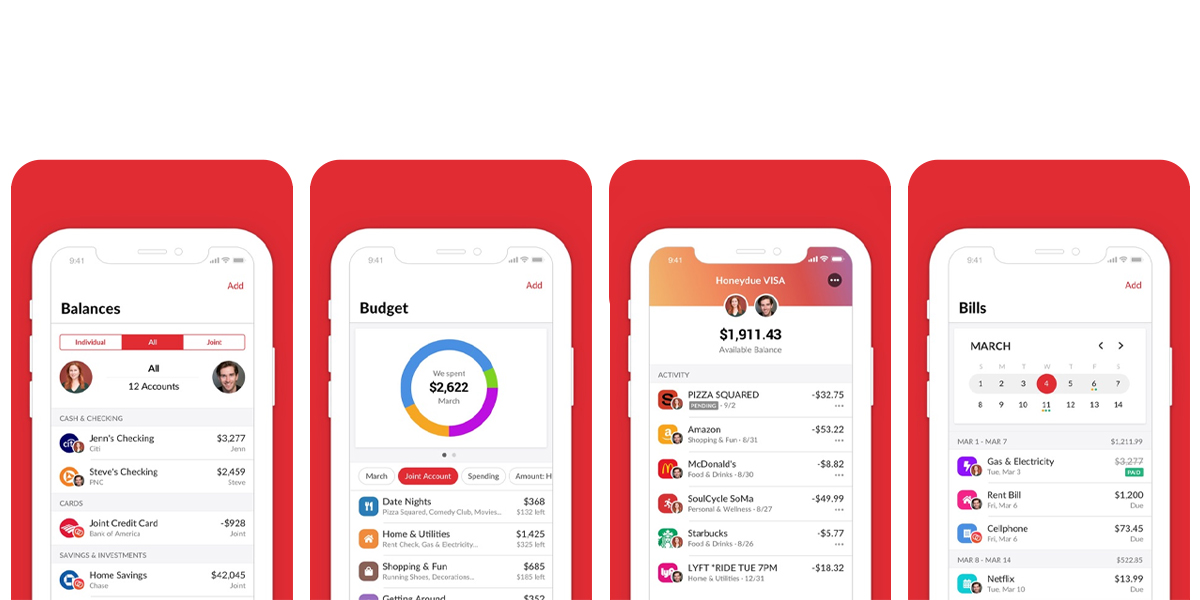 9:41
Add
Balances
Individual
All
Joint
All
12 Accounts
CASH & CHECKING
citi
Jenn's Checking
$3,277
Citi
Jenn
Steve's Checking
$2,459
PNC
Steve
CARDS
Joint Credit Card
-$928
Bank of America
Joint
SAVINGS & INVESTMENTS
Home Savings
$42,045
Chase
Joint
9:41
Add
Budget
We spent
$2,622
March
March
Joint Account
Spending
Amount: H
Date Nights
$368
Pizza Squared, Comedy Club, Movies...
$132 left
Home & Utilities
$1,425
Rent Check, Gas & Electricity...
$325 left
Shopping & Fun
$685
Running Shoes, Decorations...
$185 left
Getting Around
$352
9:41
Honeydue VISA
$1,911.43
Available Balance
ACTIVITY
PIZZA SQUARED
-$32.75
PENDING - 9/2
Amazon
-$53.22
Shopping & Fun - 8/31
McDonald's
-$8.82
Food & Drinks - 8/30
SoulCycle SoMa
-$49.99
Personal & Wellness - 8/27
Starbucks
-$5.77
Food & Drinks - 8/26
lyft
LYFT *RIDE TUE 7PM
-$18.32
Home & Utilities - 12/31
9:41
Add
Bills
MARCH
S M T W T F S
1 2 3 4 5 6 7
8 9 10 11 12 13 14
MAR 1 - MAR 7
$1,211.99
Gas & Electricity
$3,277
Tue, Mar 3
PAID
Rent Bill
$1,200
Fri, Mar 6
Due
Cellphone
$73.45
Fri, Mar 6
Due
MAR 8 - MAR 14
$522.85
Netflix
$13.99
Tue, Mar 10
Due